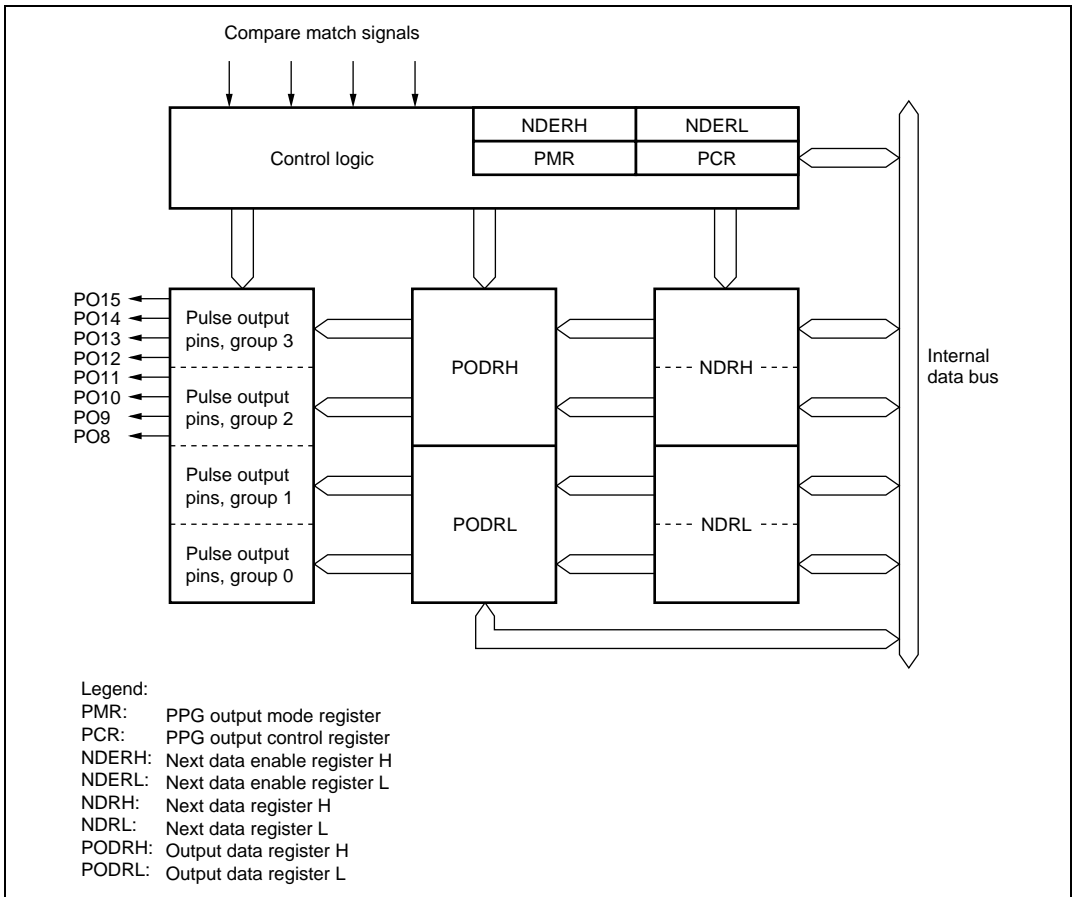 Compare match signals
Control logic
NDERH
NDERL
PMR
PCR
PO15
PO14
PO13
PO12
PO11
PO10
PO9
PO8
Pulse output
pins, group 3
Pulse output
pins, group 2
Pulse output
pins, group 1
Pulse output
pins, group 0
PODRH
PODRL
NDRH
NDRL
Internal
data bus
Legend:
PMR: PPG output mode register
PCR: PPG output control register
NDERH: Next data enable register H
NDERL: Next data enable register L
NDRH: Next data register H
NDRL: Next data register L
PODRH: Output data register H
PODRL: Output data register L